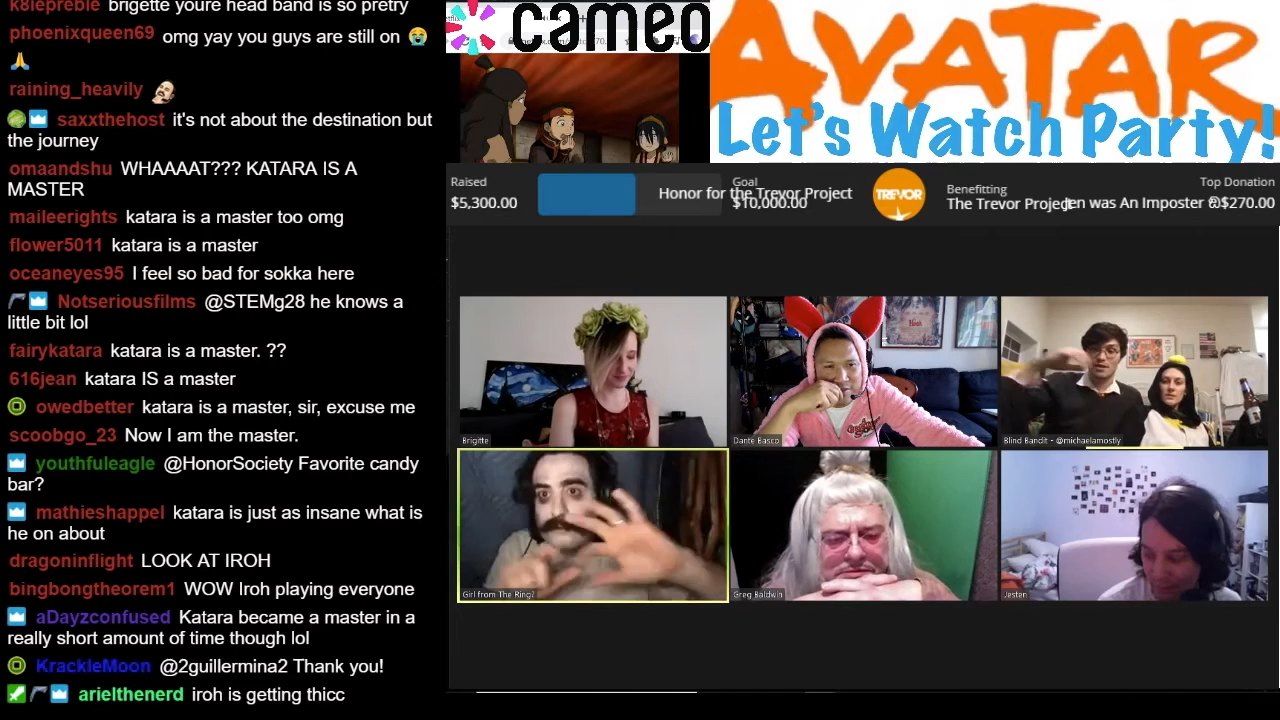 k8iepreble brigette youre head band is so pretty
phoenixqueen69 omg yay you guys are still on 😭
🙏
raining_heavily
saxxthehost it's not about the destination but
the journey
omaandshu WHAAAAT??? KATARA IS A
MASTER
maileerights katara is a master too omg
flower5011 katara is a master
oceaneyes95 I feel so bad for sokka here
Notseriousfilms @STEMg28 he knows a
little bit lol
fairykatara katara is a master. ??
616jean katara IS a master
owedbetter katara is a master, sir, excuse me
scoobgo_23 Now I am the master.
youthfuleagle @HonorSociety Favorite candy
bar?
mathieshappel katara is just as insane what is
he on about
dragoninflight LOOK AT IROH
bingbongtheorem1 WOW Iroh playing everyone
aDayzconfused Katara became a master in a
really short amount of time though lol
KrackleMoon @2guillermina2 Thank you!
arielthenerd iroh is getting thicc
cameo
AVATAR
Let's Watch Party!
Raised
$5,300.00
Honor for the Trevor Project
Goal
$10,000.00
TREVOR
Benefitting
The Trevor Project
Top Donation
Jen was An Imposter
$270.00
Hook
Brigitte
Dante Basco
Blind Bandit - @michaelamostly
Girl from The Ring?
Greg Baldwin
Jesten